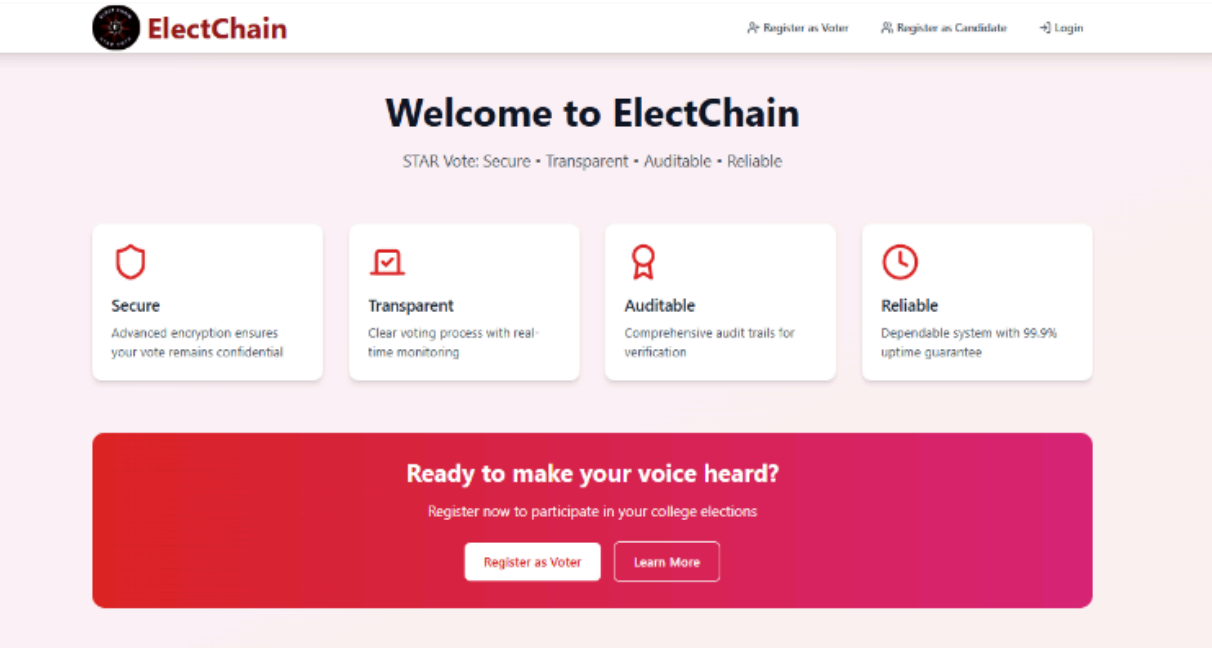 ElectChain
Register as Voter
Register as Candidate
Login
Welcome to ElectChain
STAR Vote: Secure • Transparent • Auditable • Reliable
Secure
Advanced encryption ensures
your vote remains confidential
Transparent
Clear voting process with real-
time monitoring
Auditable
Comprehensive audit trails for
verification
Reliable
Dependable system with 99.9%
uptime guarantee
Ready to make your voice heard?
Register now to participate in your college elections
Register as Voter
Learn More